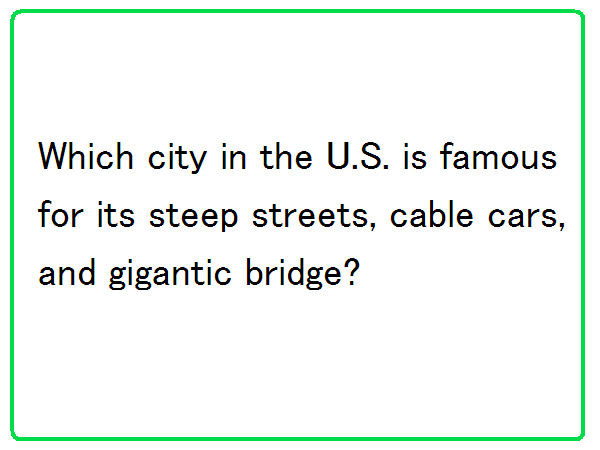 Which city in the U.S. is famous
for its steep streets, cable cars,
and gigantic bridge?